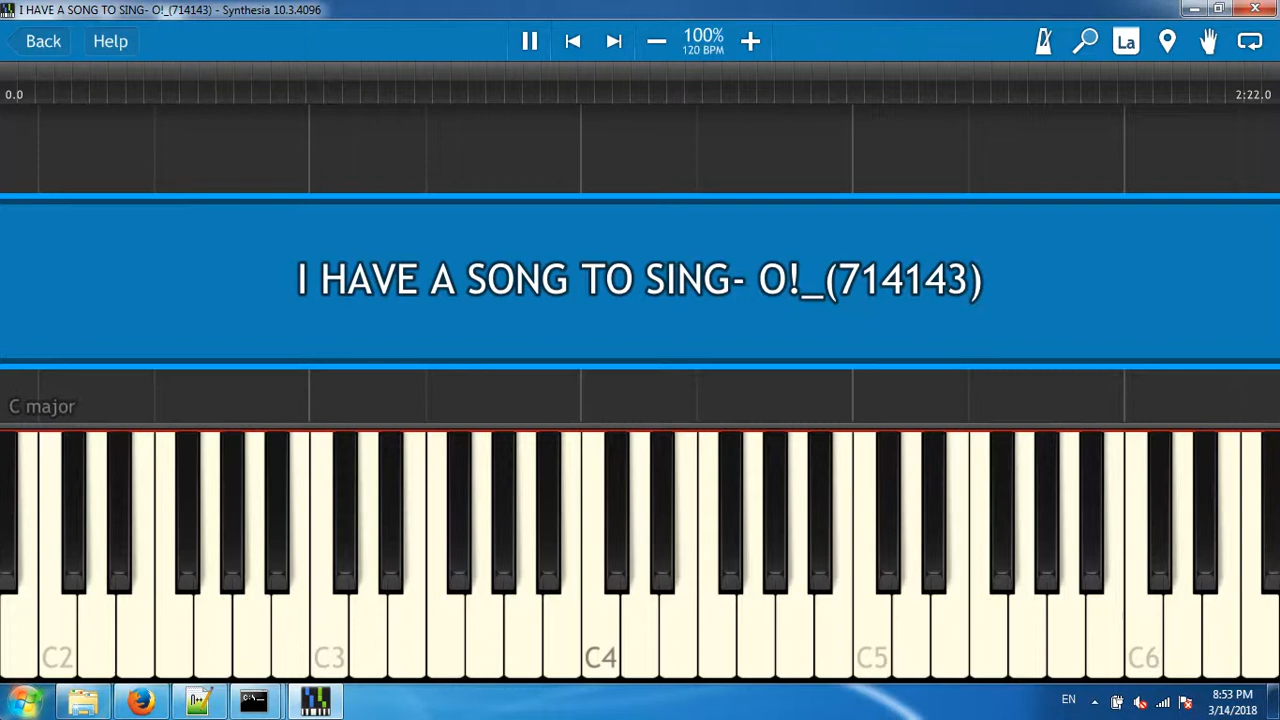 I HAVE A SONG TO SING- O!_(714143) - Synthesia 10.3.4096
Back Help 100% La
120 BPM
0.0 2:22.0
I HAVE A SONG TO SING- O!_(714143)
C major
C2 C3 C4 C5 C6
EN 8:53 PM
3/14/2018